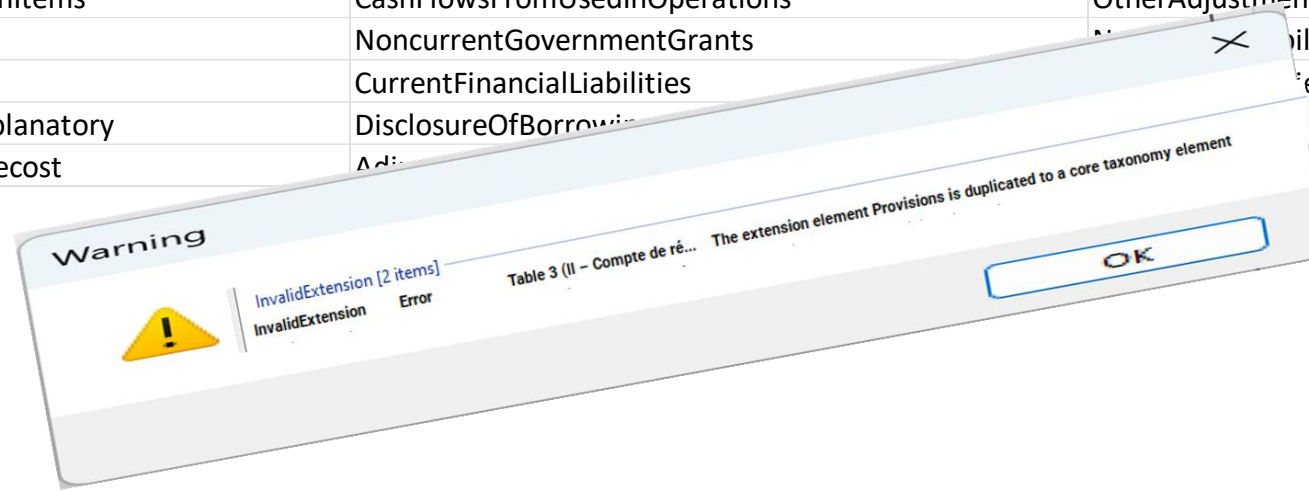 CashFlowsFromUsedInOperations
NoncurrentGovernmentGrants
CurrentFinancialLiabilities
Warning
InvalidExtension [2 items]
InvalidExtension Error Table 3 (II – Compte de ré... The extension element Provisions is duplicated to a core taxonomy element
OK